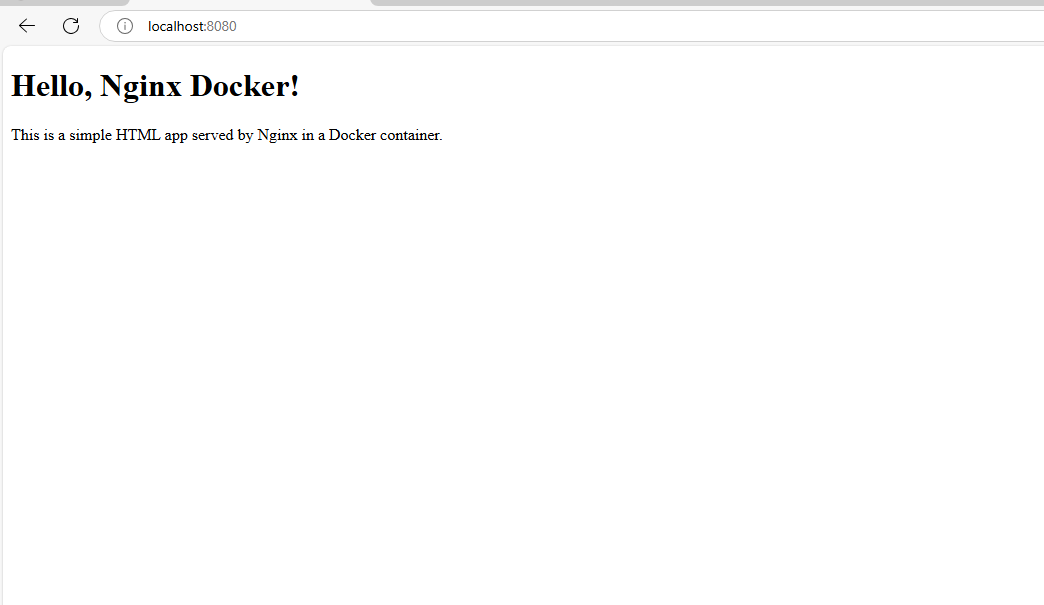 localhost:8080
Hello, Nginx Docker!
This is a simple HTML app served by Nginx in a Docker container.